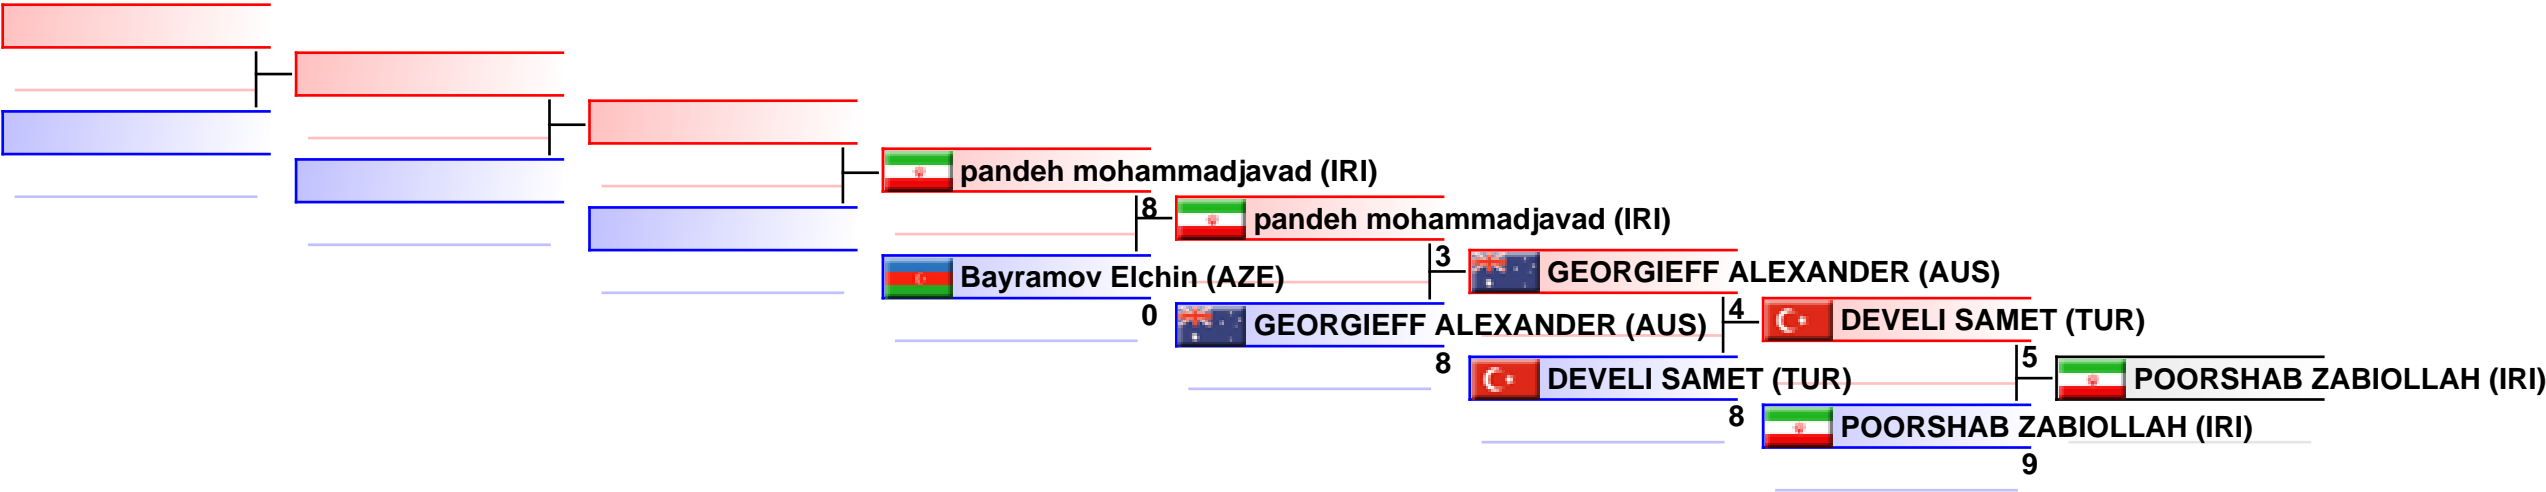 pandeh mohammadjavad (IRI)
8
pandeh mohammadjavad (IRI)
Bayramov Elchin (AZE)
0
3
GEORGIEFF ALEXANDER (AUS)
GEORGIEFF ALEXANDER (AUS)
8
4
DEVELI SAMET (TUR)
DEVELI SAMET (TUR)
8
5
POORSHAB ZABIOLLAH (IRI)
POORSHAB ZABIOLLAH (IRI)
9